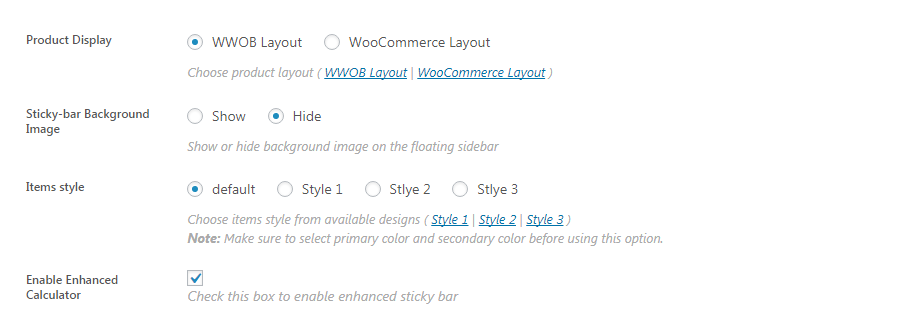 Product Display
WWOB Layout WooCommerce Layout
Choose product layout ( WWOB Layout | WooCommerce Layout )
Sticky-bar Background
Image
Show Hide
Show or hide background image on the floating sidebar
Items style
default Style 1 Stlye 2 Stlye 3
Choose items style from available designs ( Style 1 | Style 2 | Style 3 )
Note: Make sure to select primary color and secondary color before using this option.
Enable Enhanced
Calculator
Check this box to enable enhanced sticky bar